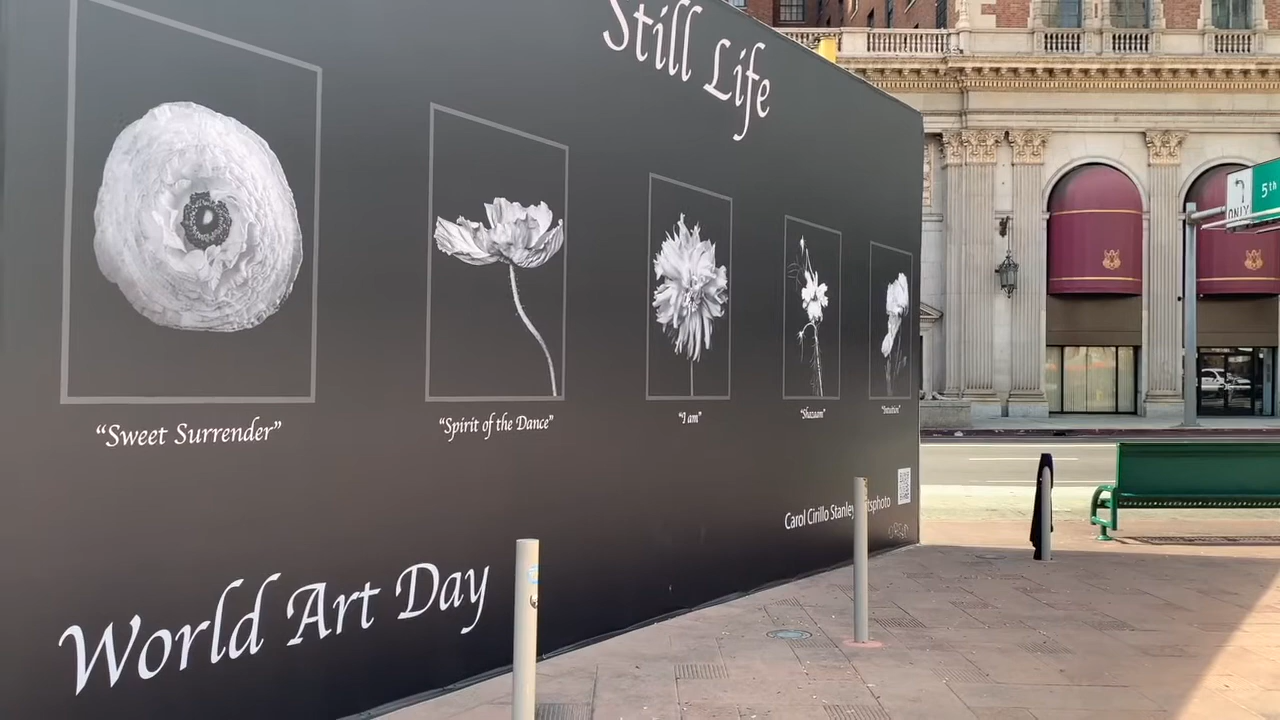 Still Life
"Sweet Surrender"
"Spirit of the Dance"
"I am"
"Shazaam"
"Intuition"
Carol Cirillo Stanley
World Art Day
ONLY
5th